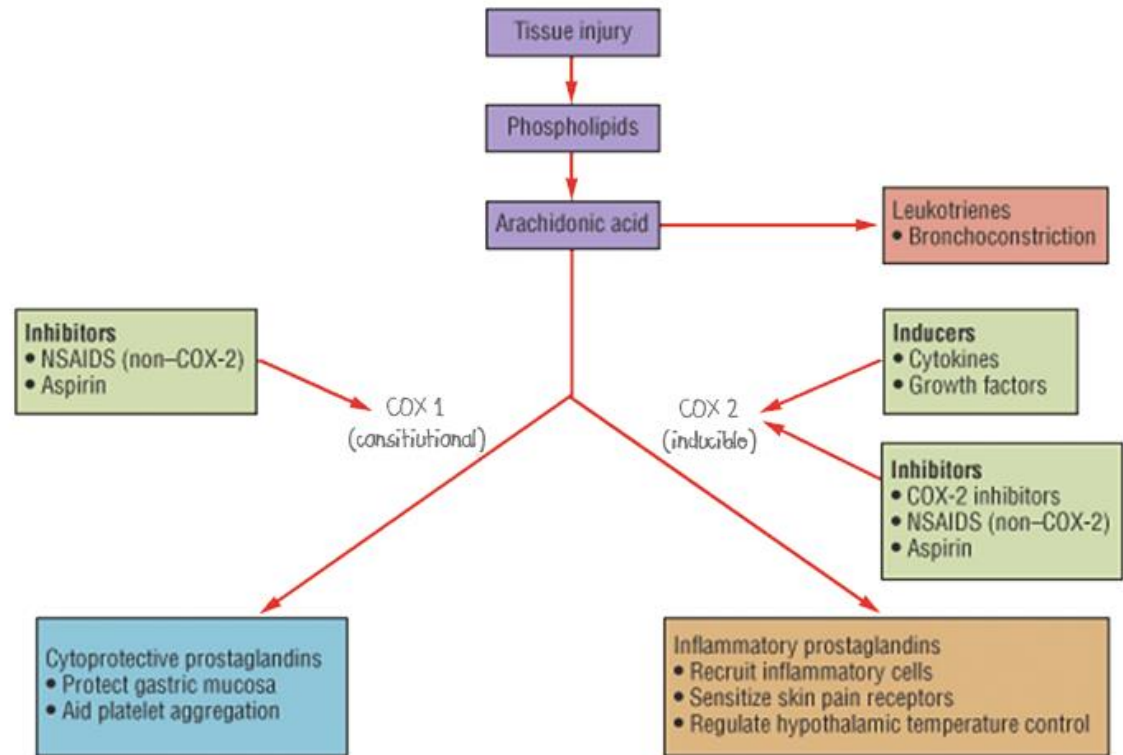 Tissue injury
Phospholipids
Arachidonic acid
Leukotrienes
• Bronchoconstriction
Inhibitors
• NSAIDS (non–COX-2)
• Aspirin
Inducers
• Cytokines
• Growth factors
COX 1
(cansitiutional)
COX 2
(inducible)
Inhibitors
• COX-2 inhibitors
• NSAIDS (non–COX-2)
• Aspirin
Cytoprotective prostaglandins
• Protect gastric mucosa
• Aid platelet aggregation
Inflammatory prostaglandins
• Recruit inflammatory cells
• Sensitize skin pain receptors
• Regulate hypothalamic temperature control